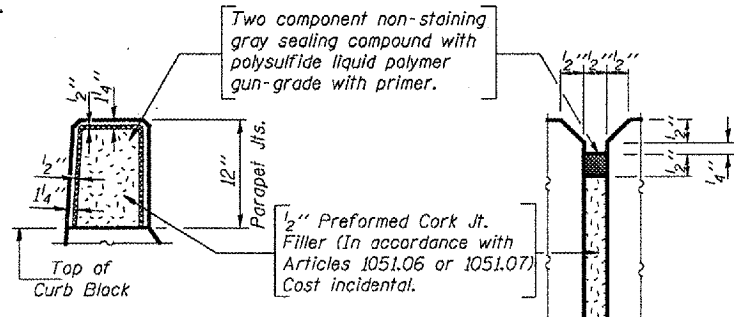 Two component non-staining
gray sealing compound with
polysulfide liquid polymer
gun-grade with primer.
1/2"
1 1/4"
1/2"
1 1/4"
12"
Parapet Jts.
Top of
Curb Block
1/2" Preformed Cork Jt.
Filler (In accordance with
Articles 1051.06 or 1051.07)
Cost incidental.
1/2" 1/2" 1/2"
1/2"
1/2"
1/4"